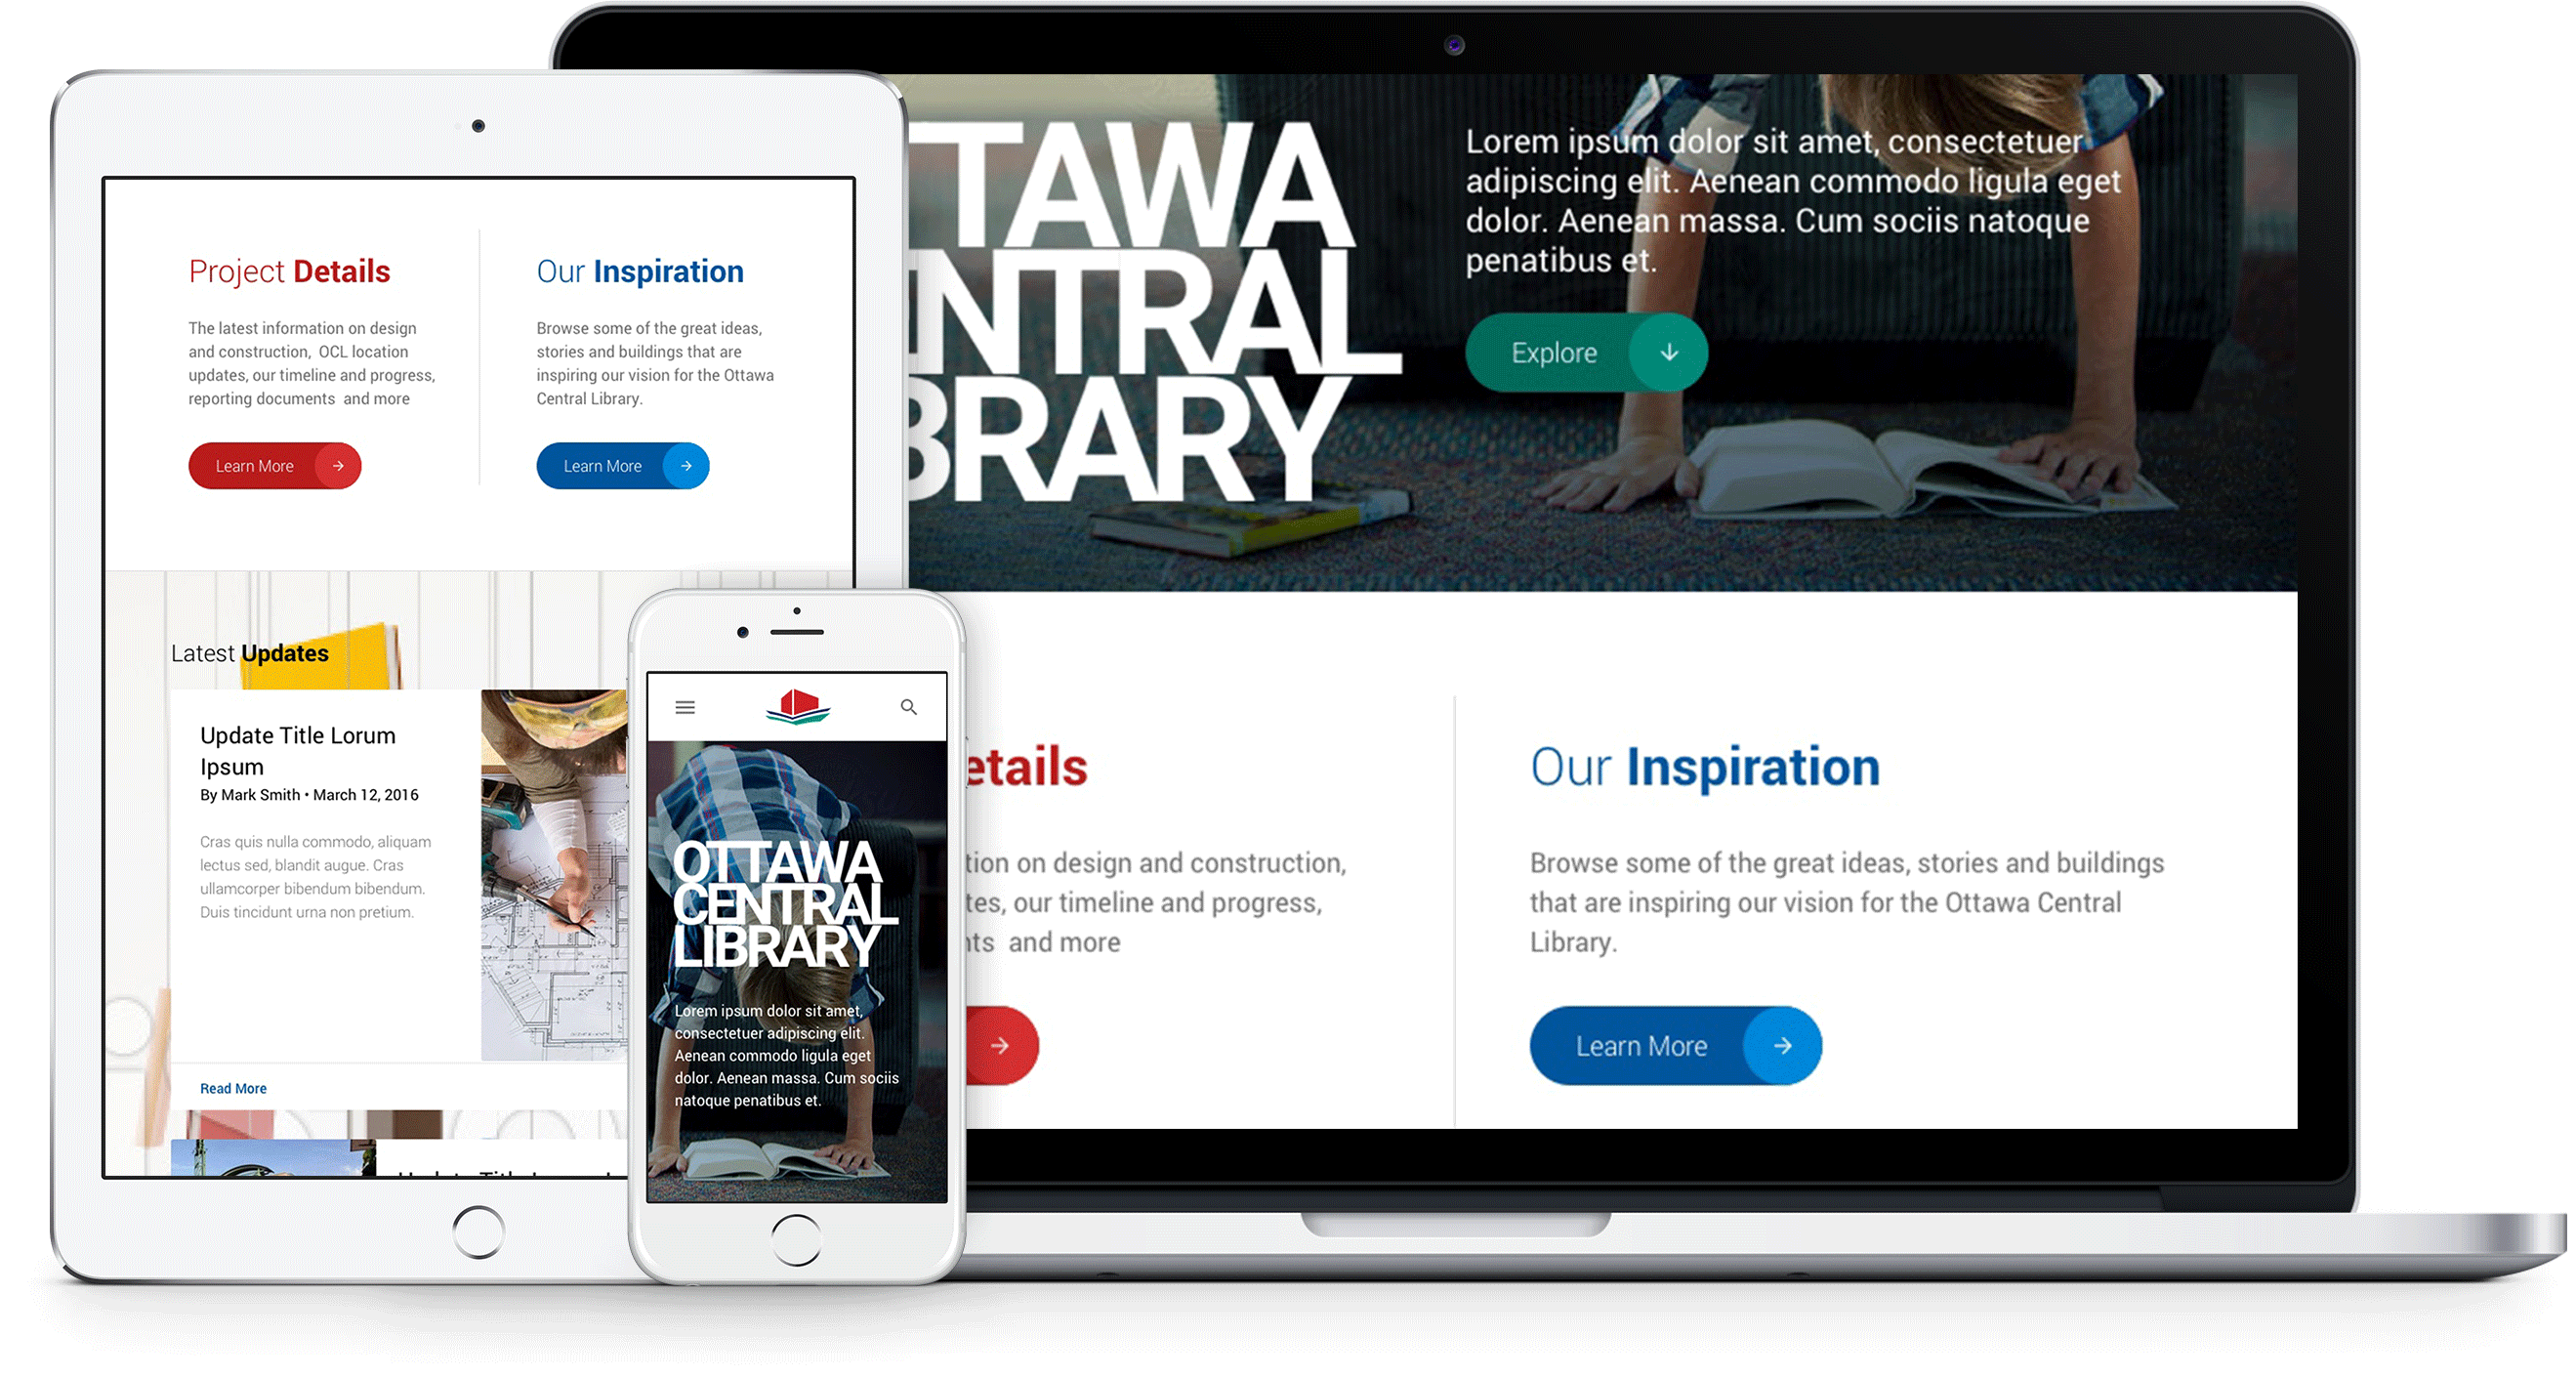 Project Details
The latest information on design
and construction,  OCL location
updates, our timeline and progress,
reporting documents  and more
Learn More
Our Inspiration
Browse some of the great ideas,
stories and buildings that are
inspiring our vision for the Ottawa
Central Library.
Learn More
Latest Updates
Update Title Lorum
Ipsum
By Mark Smith • March 12, 2016
Cras quis nulla commodo, aliquam
lectus sed, blandit augue. Cras
ullamcorper bibendum bibendum.
Duis tincidunt urna non pretium.
Read More
OTTAWA
CENTRAL
LIBRARY
Lorem ipsum dolor sit amet,
consectetuer adipiscing elit.
Aenean commodo ligula eget
dolor. Aenean massa. Cum sociis
natoque penatibus et.
TTAWA
ENTRAL
BRARY
Lorem ipsum dolor sit amet, consectetuer
adipiscing elit. Aenean commodo ligula eget
dolor. Aenean massa. Cum sociis natoque
penatibus et.
Explore
etails
tion on design and construction,
tes, our timeline and progress,
nts  and more
Our Inspiration
Browse some of the great ideas, stories and buildings
that are inspiring our vision for the Ottawa Central
Library.
Learn More